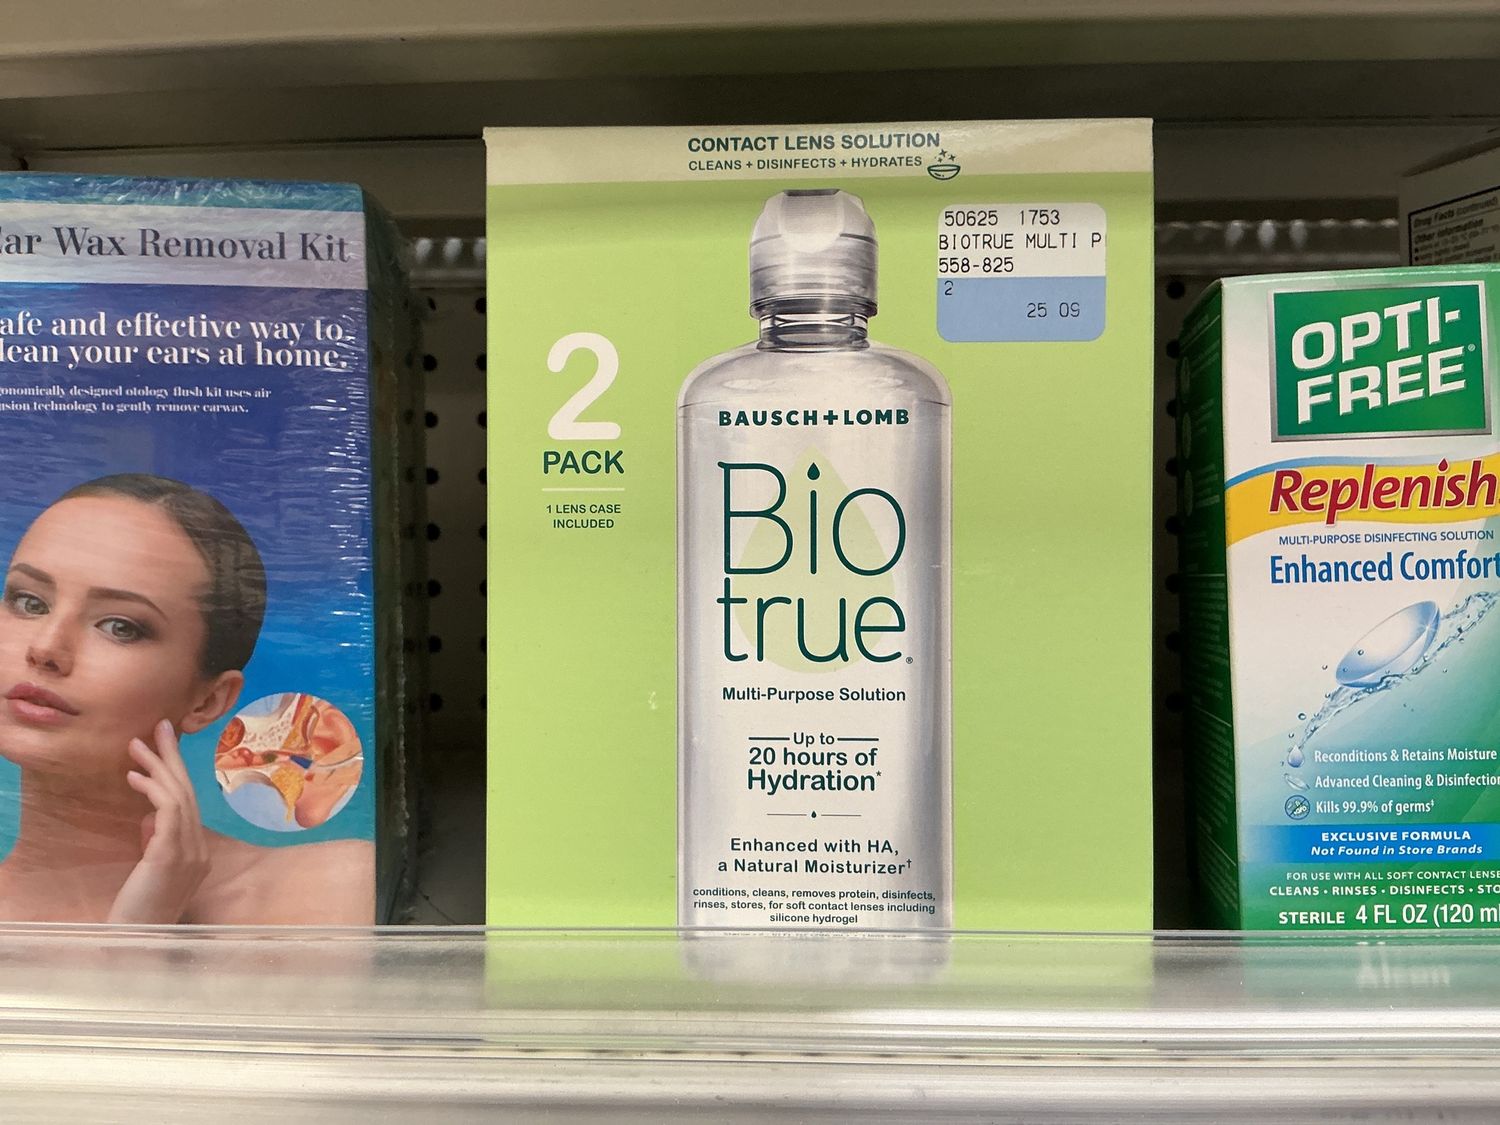 Wax Removal Kit
and effective way to
your ears at home.
designed otology flush kit uses air
technology to gently remove earwax.
CONTACT LENS SOLUTION
CLEANS + DISINFECTS + HYDRATES
50625 1753
BIOTRUE MULTI P
558-825
2
25 09
2
PACK
1 LENS CASE
INCLUDED
BAUSCH+LOMB
Bio
true®
Multi-Purpose Solution
Up to
20 hours of
Hydration*
Enhanced with HA,
a Natural Moisturizer†
conditions, cleans, removes protein, disinfects,
rinses, stores, for soft contact lenses including
silicone hydrogel
Drug Facts (continued)
Other information
OPTI-
FREE®
Replenish
MULTI-PURPOSE DISINFECTING SOLUTION
Enhanced Comfort
Reconditions & Retains Moisture
Advanced Cleaning & Disinfection
Kills 99.9% of germs‡
EXCLUSIVE FORMULA
Not Found in Store Brands
FOR USE WITH ALL SOFT CONTACT LENSE
CLEANS • RINSES • DISINFECTS • STO
STERILE 4 FL OZ (120 ml